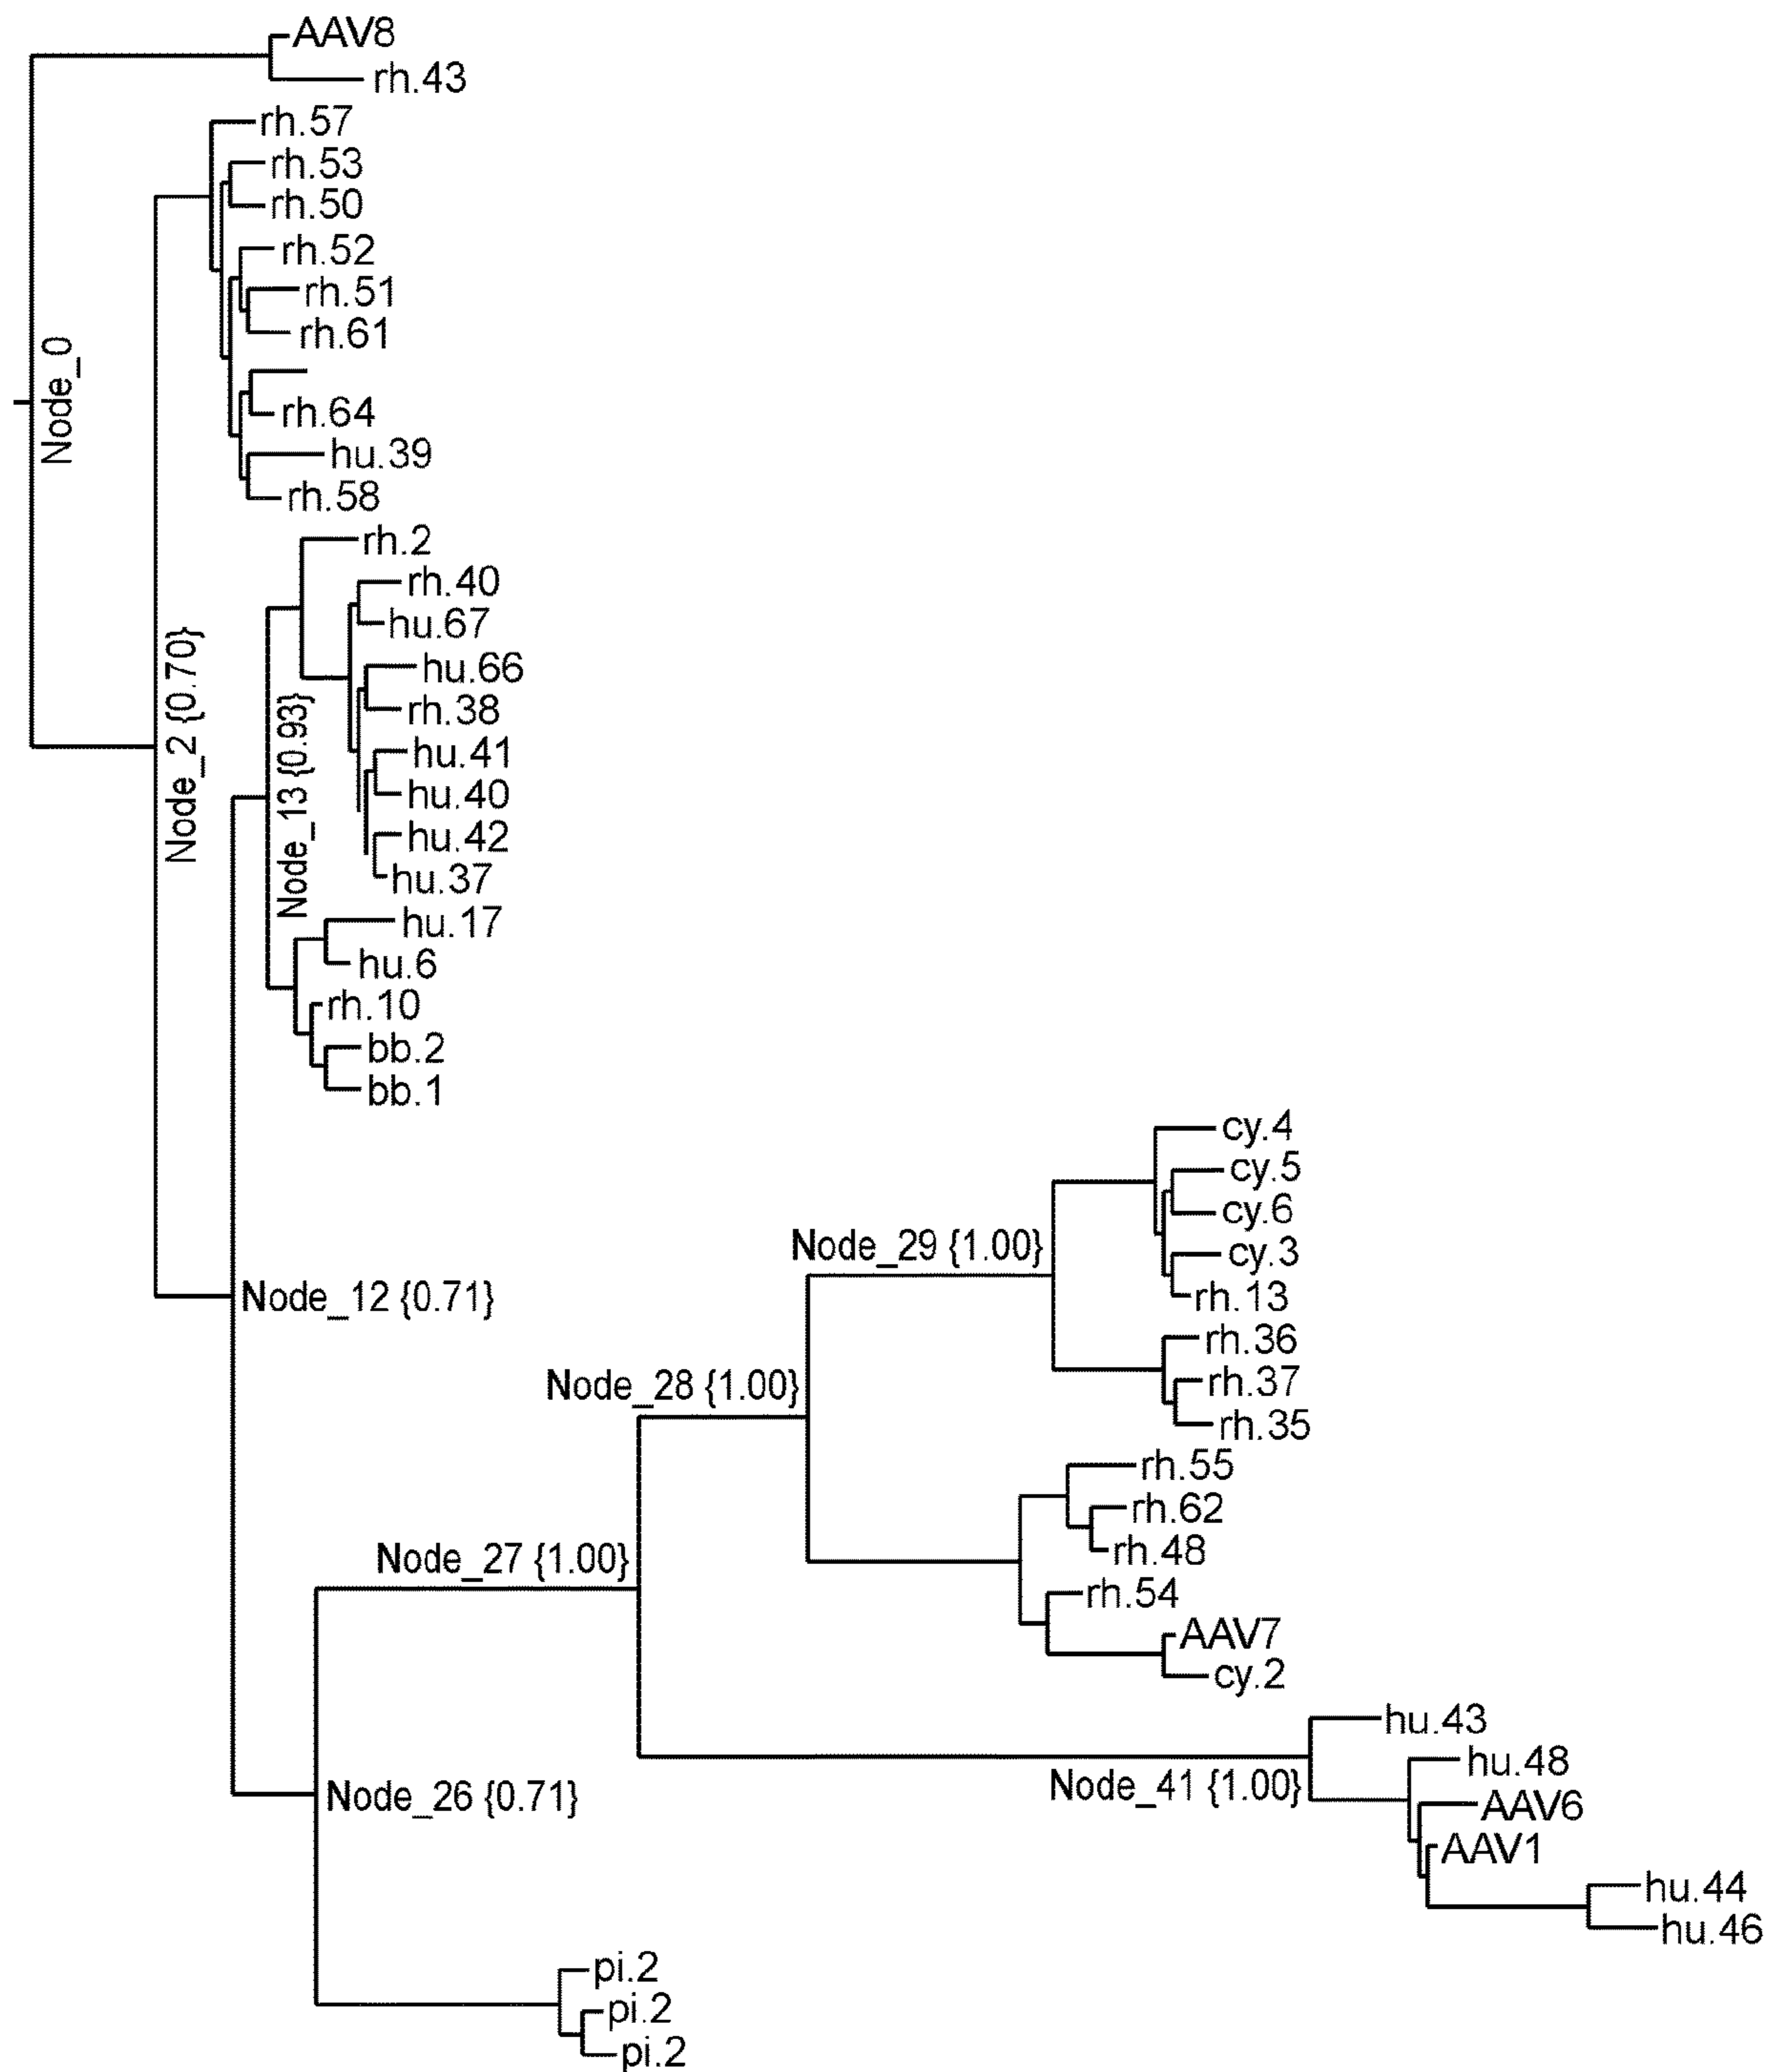 AAV8
rh.43
rh.57
rh.53
rh.50
rh.52
rh.51
rh.61
Node_0
rh.64
hu.39
rh.58
rh.2
rh.40
hu.67
Node_2 {0.70}
hu.66
rh.38
hu.41
Node_13 {0.93}
hu.40
hu.42
hu.37
hu.17
hu.6
rh.10
bb.2
bb.1
cy.4
cy.5
cy.6
Node_29 {1.00}
cy.3
rh.13
Node_12 {0.71}
rh.36
rh.37
Node_28 {1.00}
rh.35
rh.55
rh.62
rh.48
Node_27 {1.00}
rh.54
AAV7
cy.2
hu.43
hu.48
Node_41 {1.00}
Node_26 {0.71}
AAV6
AAV1
hu.44
hu.46
pi.2
pi.2
pi.2